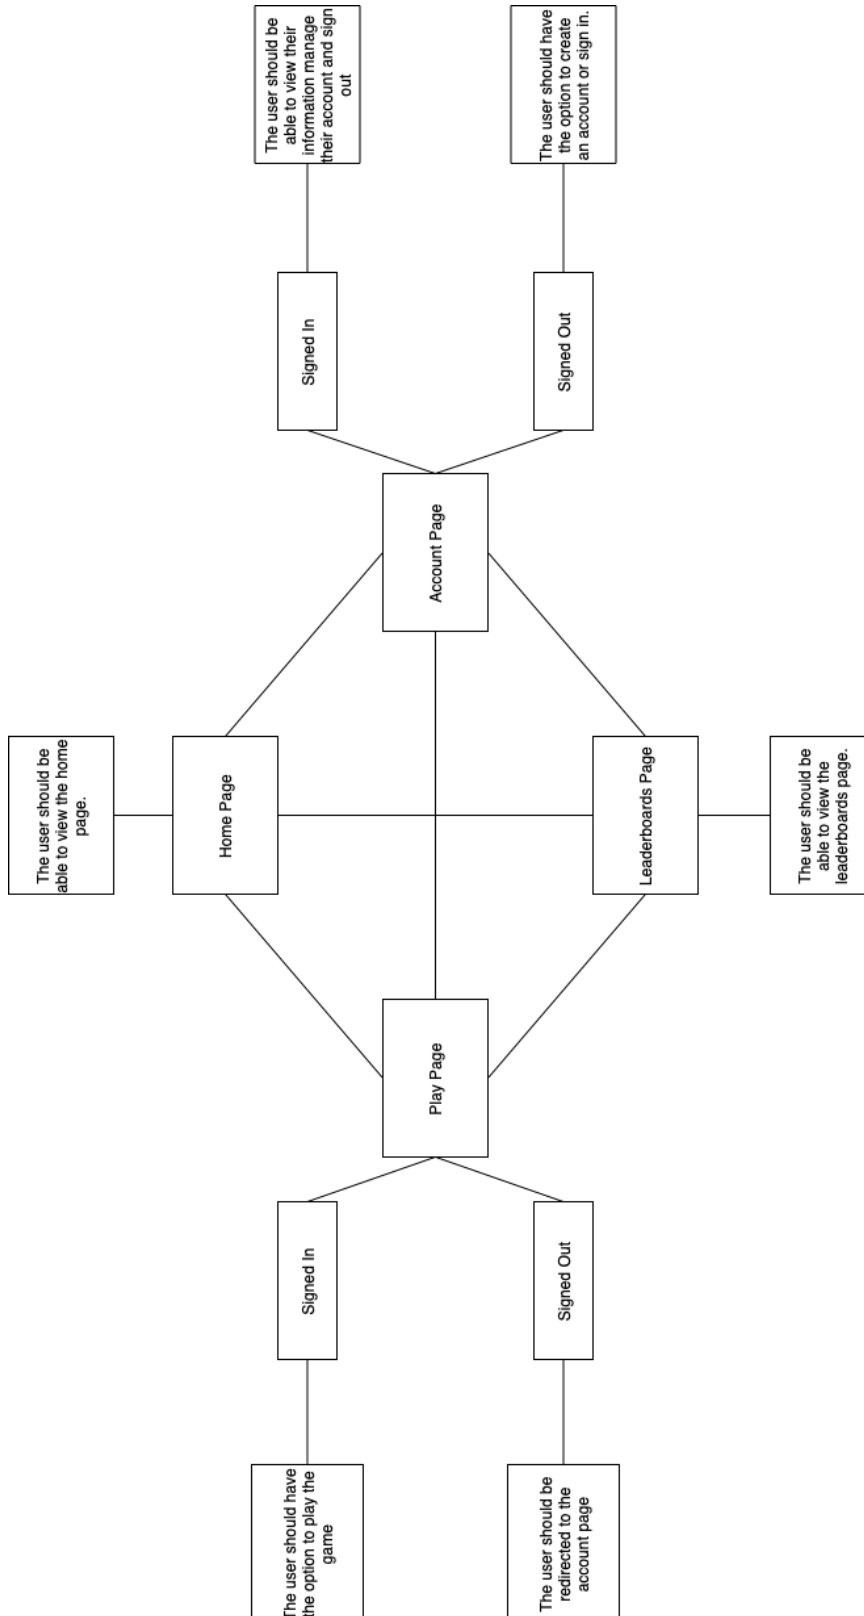 The user should be
able to view the home
page.
Home Page
The user should have
the option to play the
game
Signed In
Signed In
The user should be
able to view their
information manage
their account and sign
out
Play Page
Account Page
The user should be
redirected to the
account page
Signed Out
Signed Out
The user should have
the option to create
an account or sign in.
Leaderboards Page
The user should be
able to view the
leaderboards page.